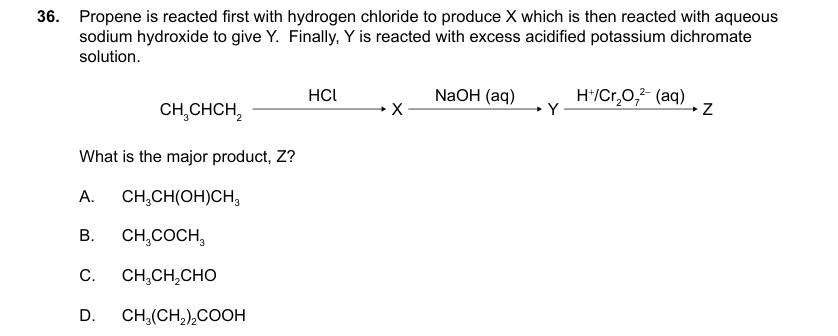 36. Propene is reacted first with hydrogen chloride to produce X which is then reacted with aqueous
sodium hydroxide to give Y. Finally, Y is reacted with excess acidified potassium dichromate
solution.
CH₃CHCH₂ HCl X NaOH (aq) Y H⁺/Cr₂O₇²⁻ (aq) Z
What is the major product, Z?
A. CH₃CH(OH)CH₃
B. CH₃COCH₃
C. CH₃CH₂CHO
D. CH₃(CH₂)₂COOH